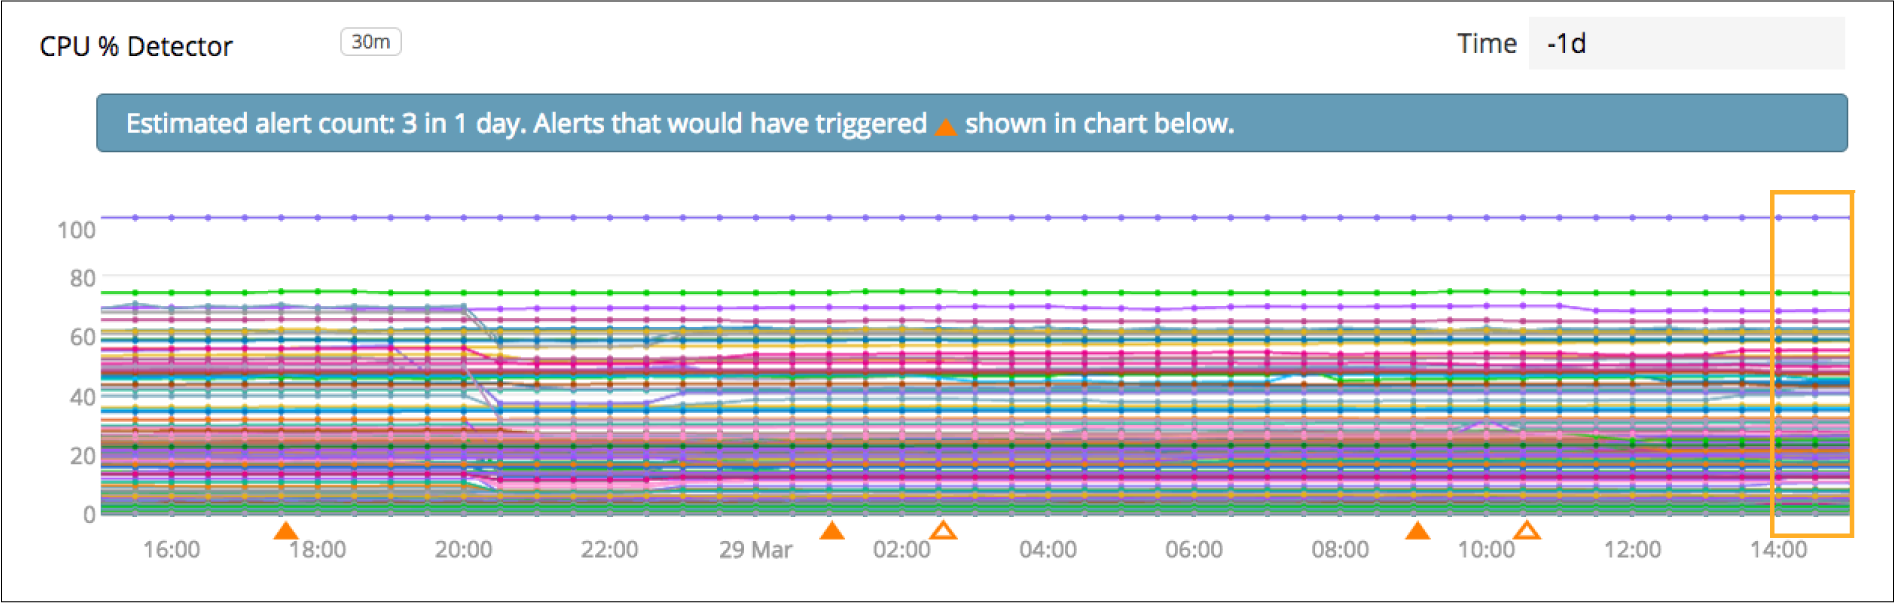 CPU % Detector 30m Time -1d
Estimated alert count: 3 in 1 day. Alerts that would have triggered shown in chart below.
100
80
60
40
20
0
16:00 18:00 20:00 22:00 29 Mar 02:00 04:00 06:00 08:00 10:00 12:00 14:00